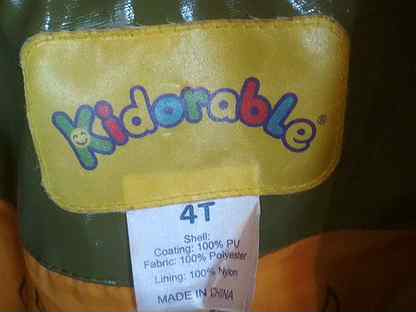 Kidorable®
4T
Shell:
Coating: 100% PU
Fabric: 100% Polyester
Lining: 100% Nylon
MADE IN CHINA